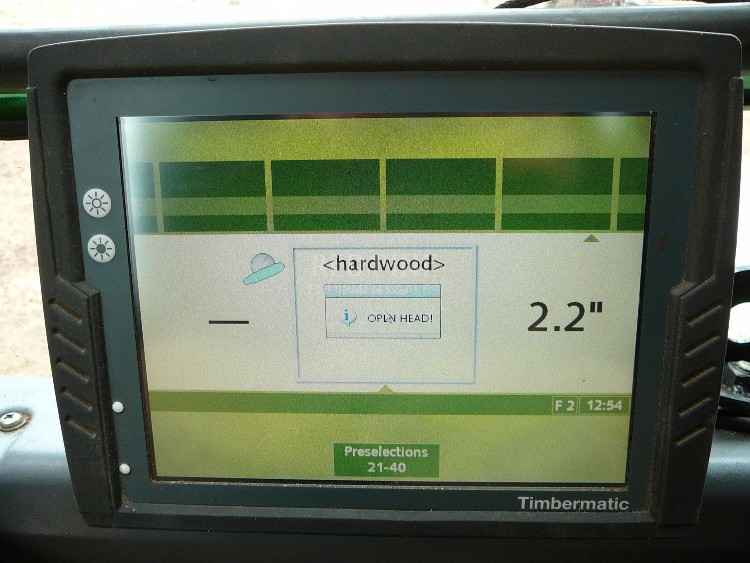 <hardwood>
i OPEN HEAD!
— 2.2"
F 2 12:54
Preselections
21-40
Timbermatic